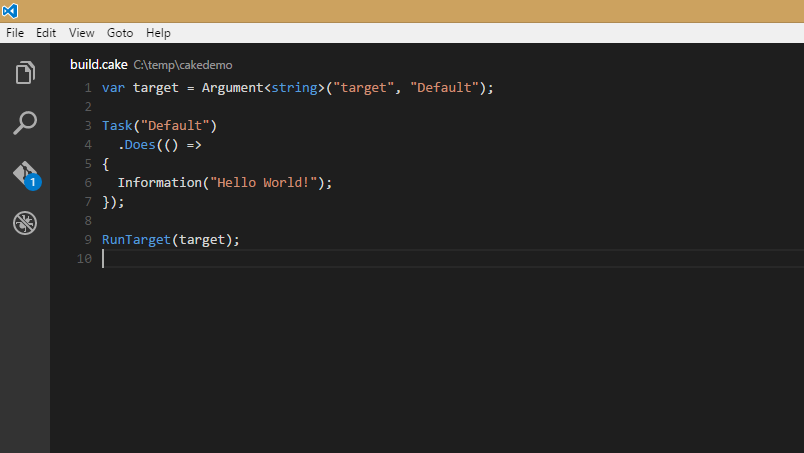 File Edit View Goto Help
build.cake C:\temp\cakedemo
1 var target = Argument<string>("target", "Default");
2
3 Task("Default")
4   .Does(() =>
5 {
6   Information("Hello World!");
7 });
8
9 RunTarget(target);
10
1